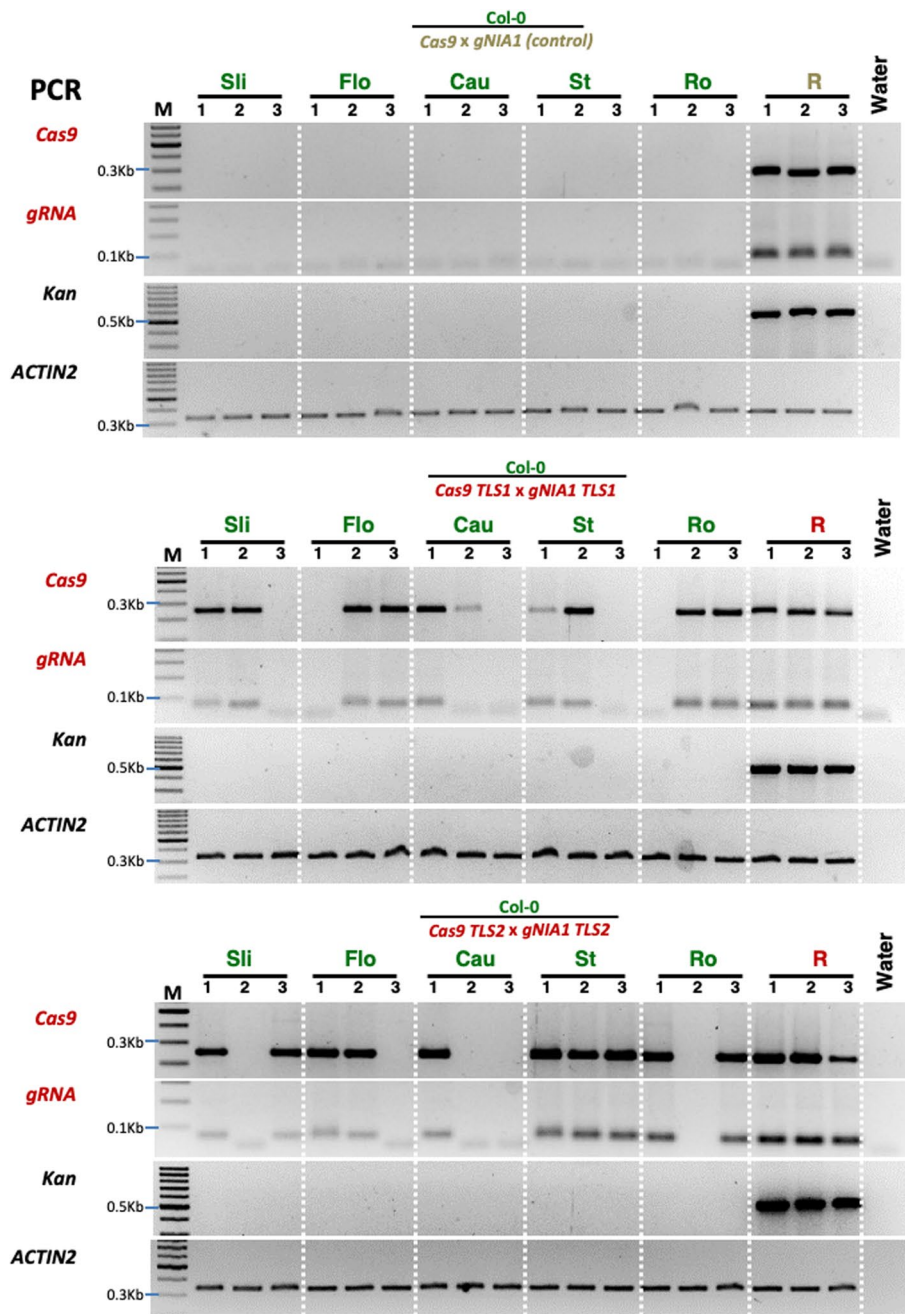 Col-0
Cas9 x gNIA1 (control)
PCR Sli Flo Cau St Ro R Water
M 1 2 3 1 2 3 1 2 3 1 2 3 1 2 3 1 2 3
Cas9
0.3Kb
gRNA
0.1Kb
Kan
0.5Kb
ACTIN2
0.3Kb
Col-0
Cas9 TLS1 x gNIA1 TLS1
Sli Flo Cau St Ro R Water
M 1 2 3 1 2 3 1 2 3 1 2 3 1 2 3 1 2 3
Cas9
0.3Kb
gRNA
0.1Kb
Kan
0.5Kb
ACTIN2
0.3Kb
Col-0
Cas9 TLS2 x gNIA1 TLS2
Sli Flo Cau St Ro R Water
M 1 2 3 1 2 3 1 2 3 1 2 3 1 2 3 1 2 3
Cas9
0.3Kb
gRNA
0.1Kb
Kan
0.5Kb
ACTIN2
0.3Kb